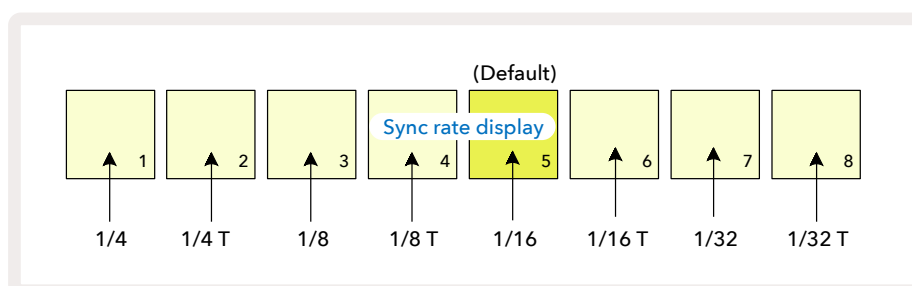 (Default)
Sync rate display
1 2 3 4 5 6 7 8
1/4 1/4 T 1/8 1/8 T 1/16 1/16 T 1/32 1/32 T